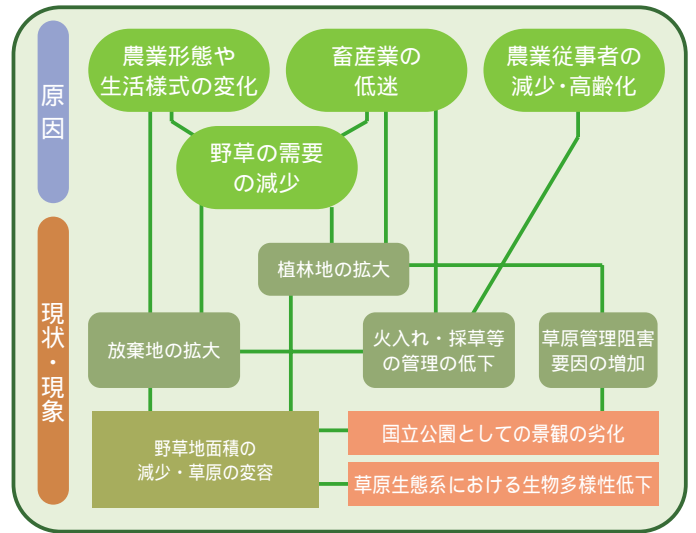 原因
農業形態や
生活様式の変化
畜産業の
低迷
農業従事者の
減少・高齢化
野草の需要
の減少
現状・現象
植林地の拡大
放棄地の拡大
火入れ・採草等
の管理の低下
草原管理阻害
要因の増加
野草地面積の
減少・草原の変容
国立公園としての景観の劣化
草原生態系における生物多様性低下